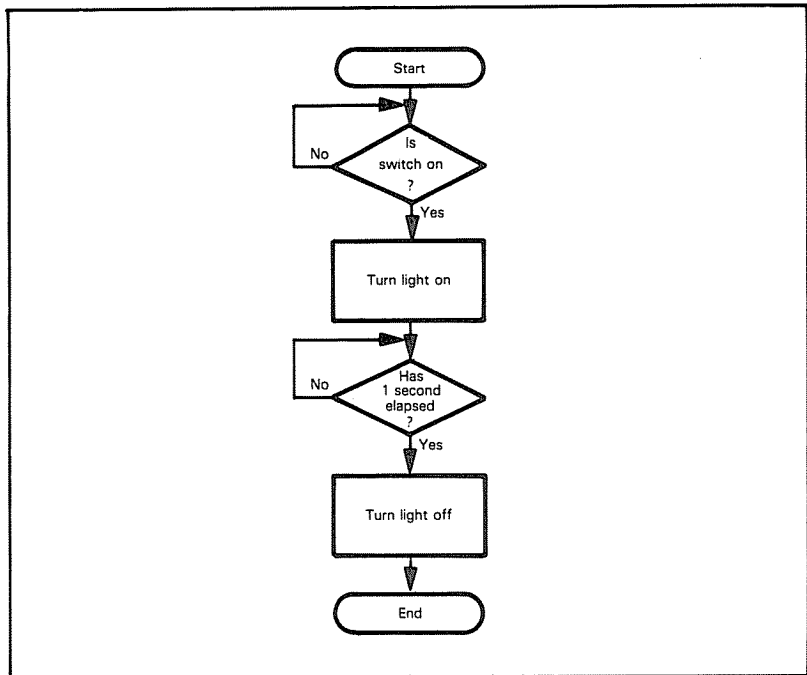 Start
Is
switch on
?
No
Yes
Turn light on
Has
1 second
elapsed
?
No
Yes
Turn light off
End